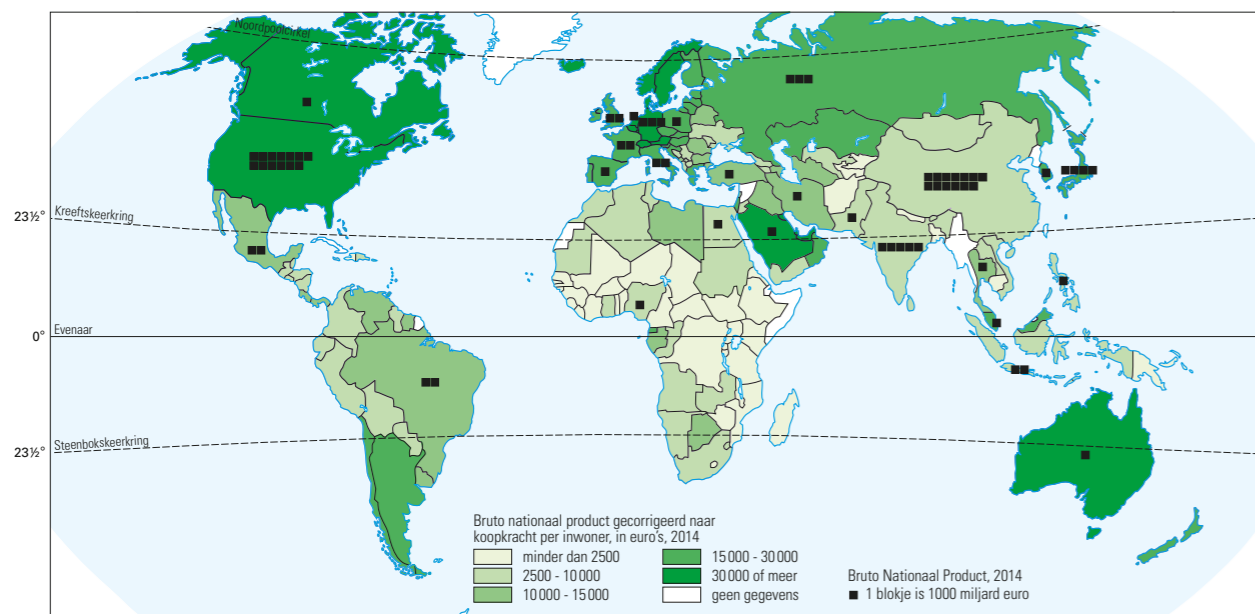 Noordpoolcirkel
23½°
Kreeftskeerkring
0°
Evenaar
Steenbokskeerkring
23½°
Bruto nationaal product gecorrigeerd naar
koopkracht per inwoner, in euro's, 2014
minder dan 2500
2500 - 10 000
10 000 - 15 000
15 000 - 30 000
30 000 of meer
geen gegevens
Bruto Nationaal Product, 2014
1 blokje is 1000 miljard euro